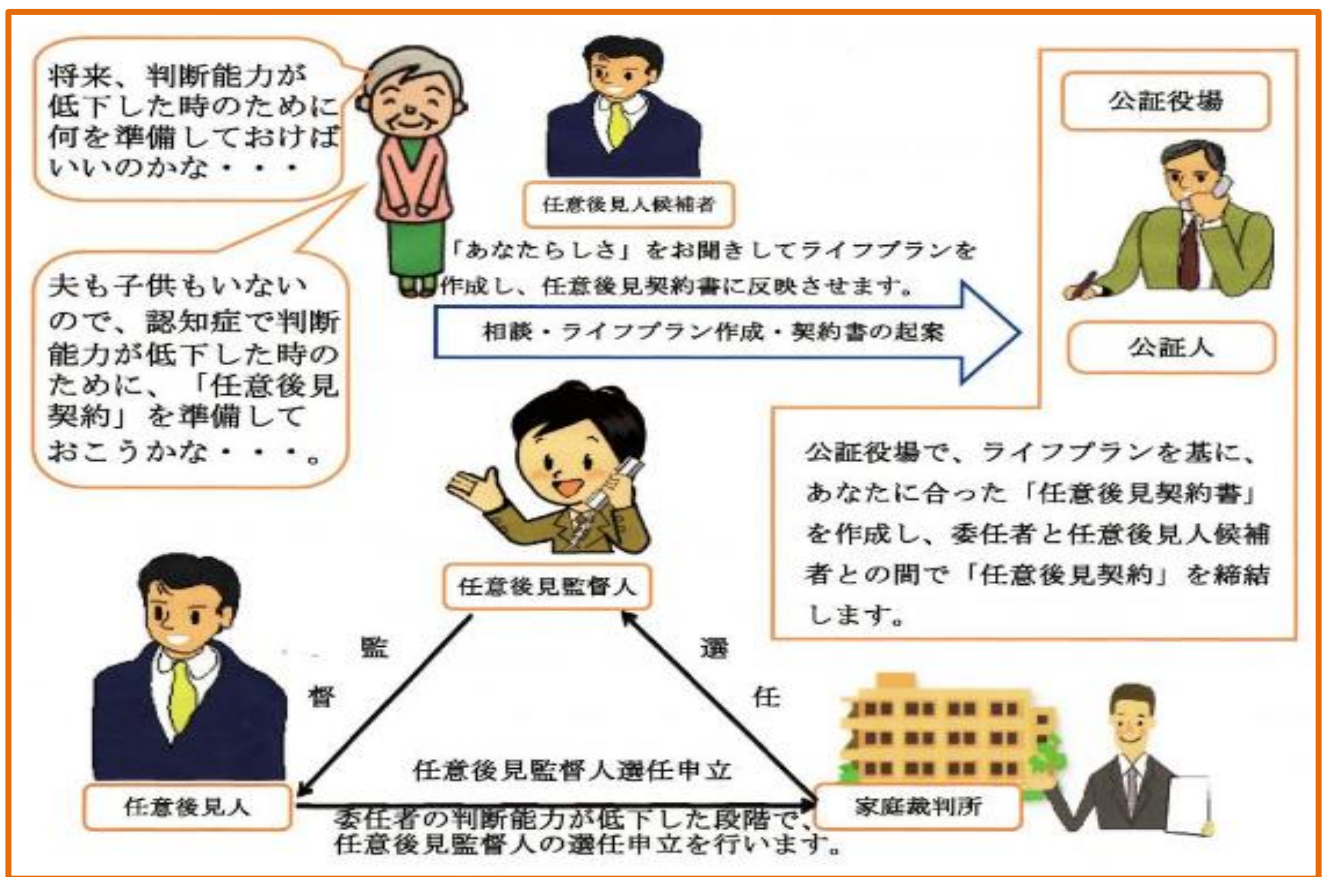 将来、判断能力が
低下した時のために
何を準備しておけば
いいのかな・・・
夫も子供もいない
ので、認知症で判断
能力が低下した時の
ために、「任意後見
契約」を準備して
おこうかな・・・。
任意後見人候補者
「あなたらしさ」をお聞きしてライフプランを
作成し、任意後見契約書に反映させます。
相談・ライフプラン作成・契約書の起案
公証役場
公証人
公証役場で、ライフプランを基に、
あなたに合った「任意後見契約書」
を作成し、委任者と任意後見人候補
者との間で「任意後見契約」を締結
します。
任意後見監督人
監
督
選
任
任意後見監督人選任申立
任意後見人
家庭裁判所
委任者の判断能力が低下した段階で、
任意後見監督人の選任申立を行います。